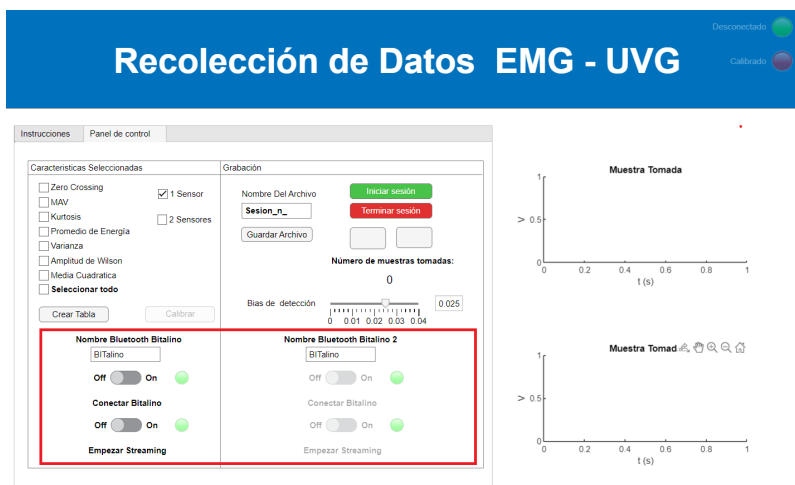 Desconectado
Recolección de Datos EMG - UVG
Calibrado
Instrucciones
Panel de control
Caracteristicas Seleccionadas
Zero Crossing
MAV
Kurtosis
Promedio de Energía
Varianza
Amplitud de Wilson
Media Cuadratica
Seleccionar todo
1 Sensor
2 Sensores
Crear Tabla
Calibrar
Grabación
Nombre Del Archivo
Sesion_n_
Guardar Archivo
Iniciar sesión
Terminar sesión
Número de muestras tomadas:
0
Bias de detección
0 0.01 0.02 0.03 0.04
0.025
Nombre Bluetooth Bitalino
BITalino
Off On
Conectar Bitalino
Off On
Empezar Streaming
Nombre Bluetooth Bitalino 2
BITalino
Off On
Conectar Bitalino
Off On
Empezar Streaming
Muestra Tomada
1
0.5
0
V
0 0.2 0.4 0.6 0.8 1
t (s)
Muestra Tomad
1
0.5
0
V
0 0.2 0.4 0.6 0.8 1
t (s)